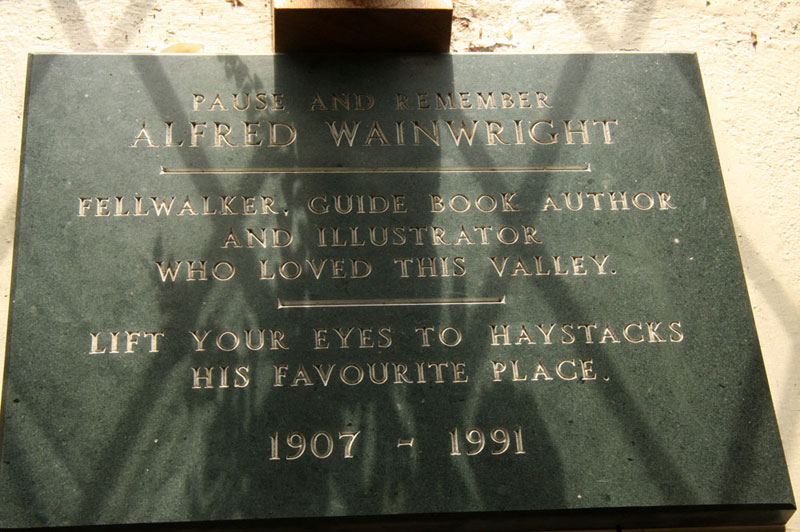 PAUSE AND REMEMBER
ALFRED WAINWRIGHT
FELLWALKER, GUIDE BOOK AUTHOR
AND ILLUSTRATOR
WHO LOVED THIS VALLEY.
LIFT YOUR EYES TO HAYSTACKS
HIS FAVOURITE PLACE.
1907 - 1991